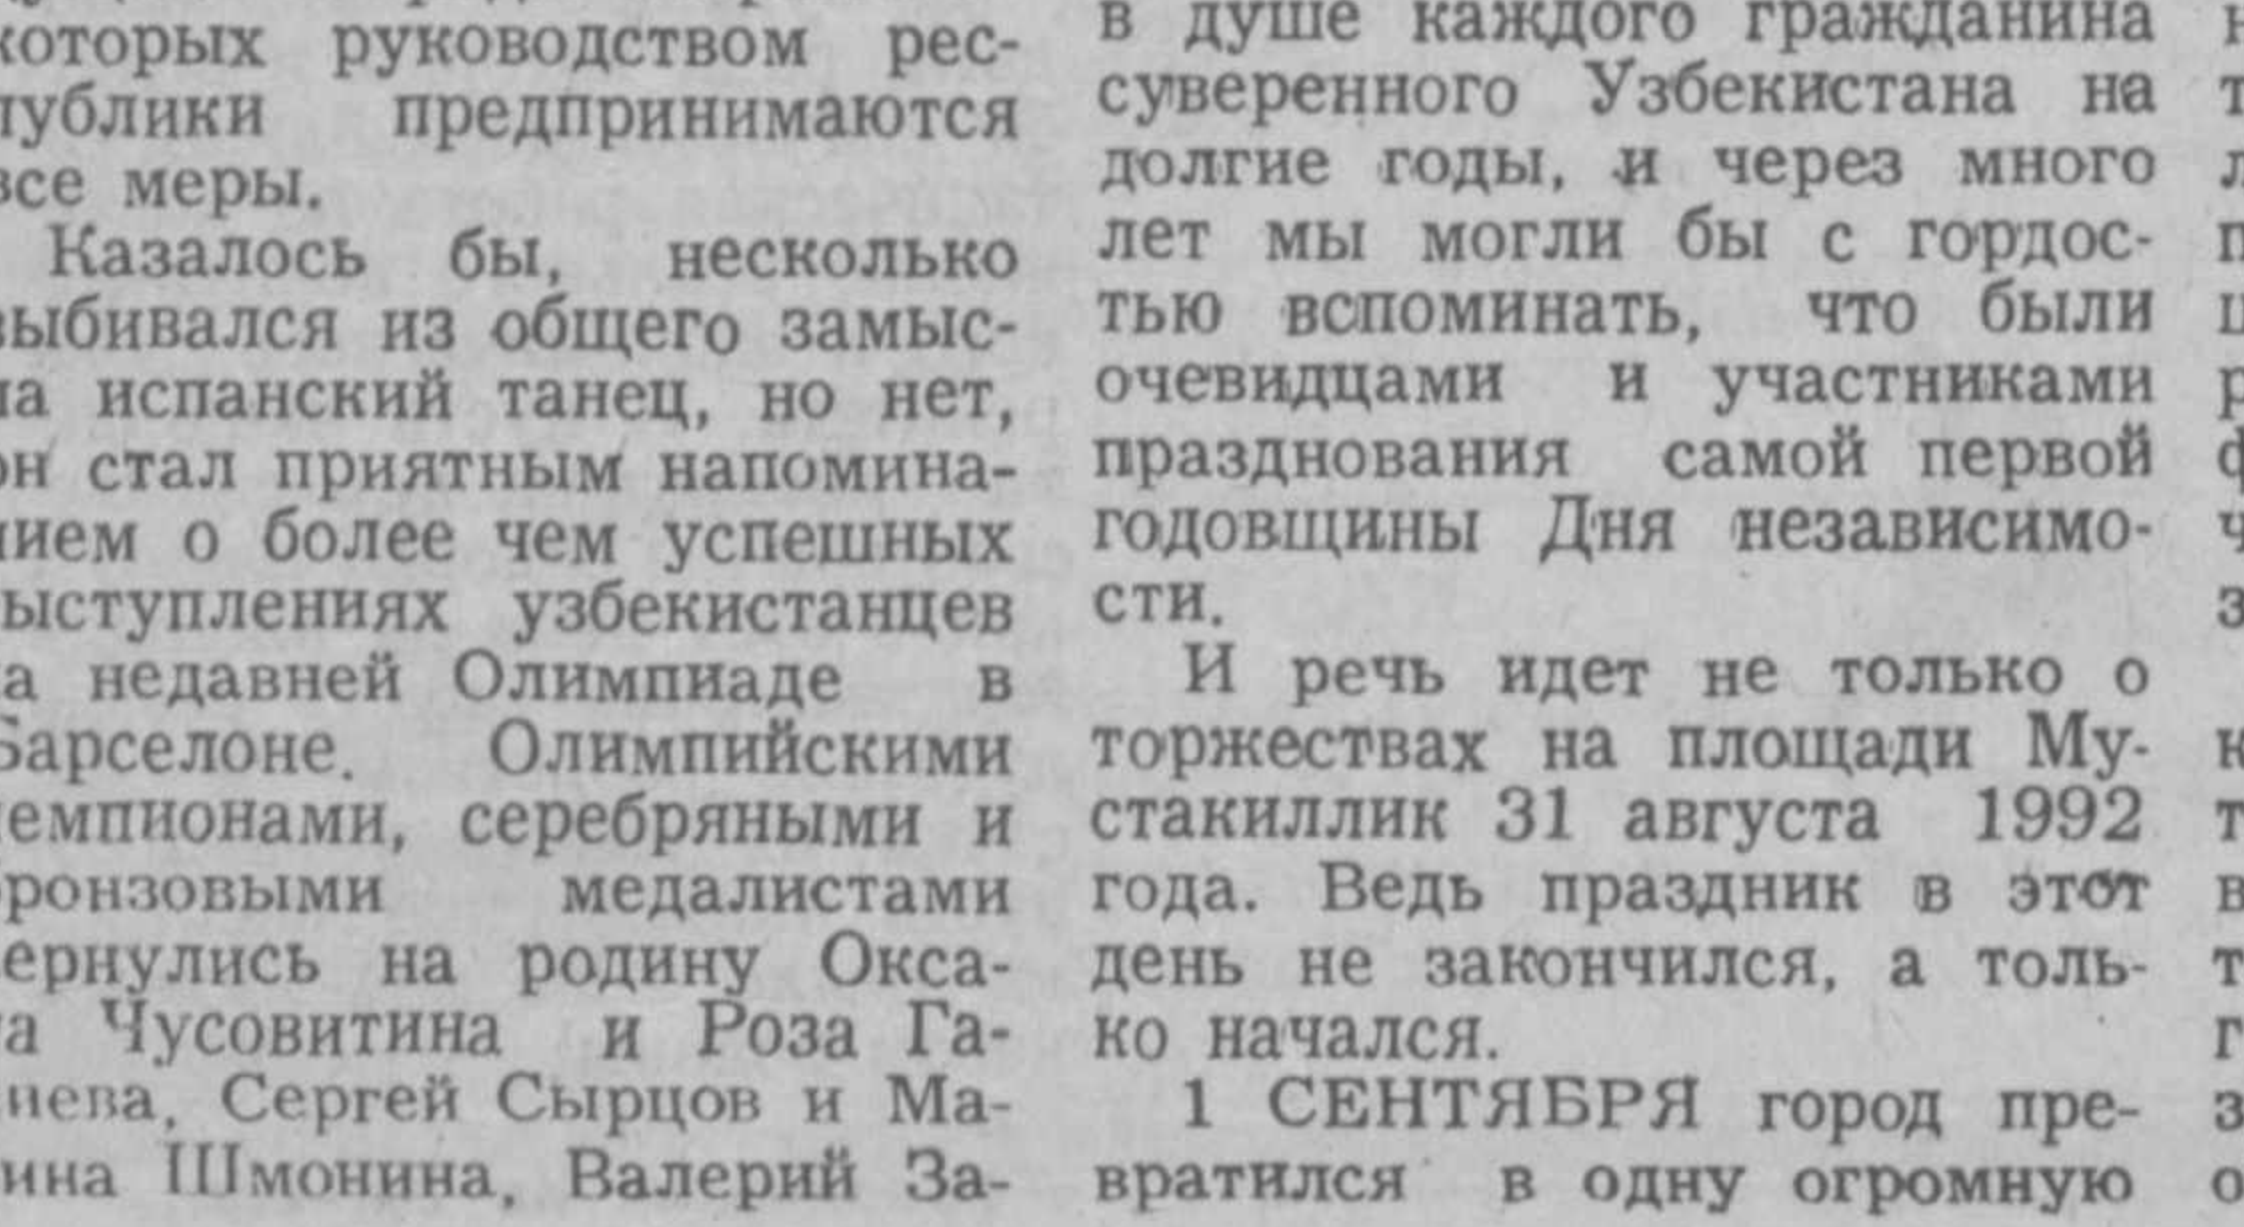 которых руководством рес-
публики предпринимаются
все меры.
Казалось бы, несколько
выбивался из общего замыс-
ла испанский танец, но нет,
он стал приятным напомина-
нием о более чем успешных
выступлениях узбекистанцев
на недавней Олимпиаде в
Барселоне. Олимпийскими
чемпионами, серебряными и
бронзовыми медалистами
вернулись на родину Окса-
на Чусовитина и Роза Га-
лиева, Сергей Сырцов и Ма-
рина Шмонина, Валерий За-
в душе каждого гражданина
суверенного Узбекистана на
долгие годы, и через много
лет мы могли бы с гордос-
тью вспоминать, что были
очевидцами и участниками
празднования самой первой
годовщины Дня независимо-
сти.
И речь идет не только о
торжествах на площади Му-
стакиллик 31 августа 1992
года. Ведь праздник в этот
день не закончился, а толь-
ко начался.
1 СЕНТЯБРЯ город пре-
вратился в одну огромную